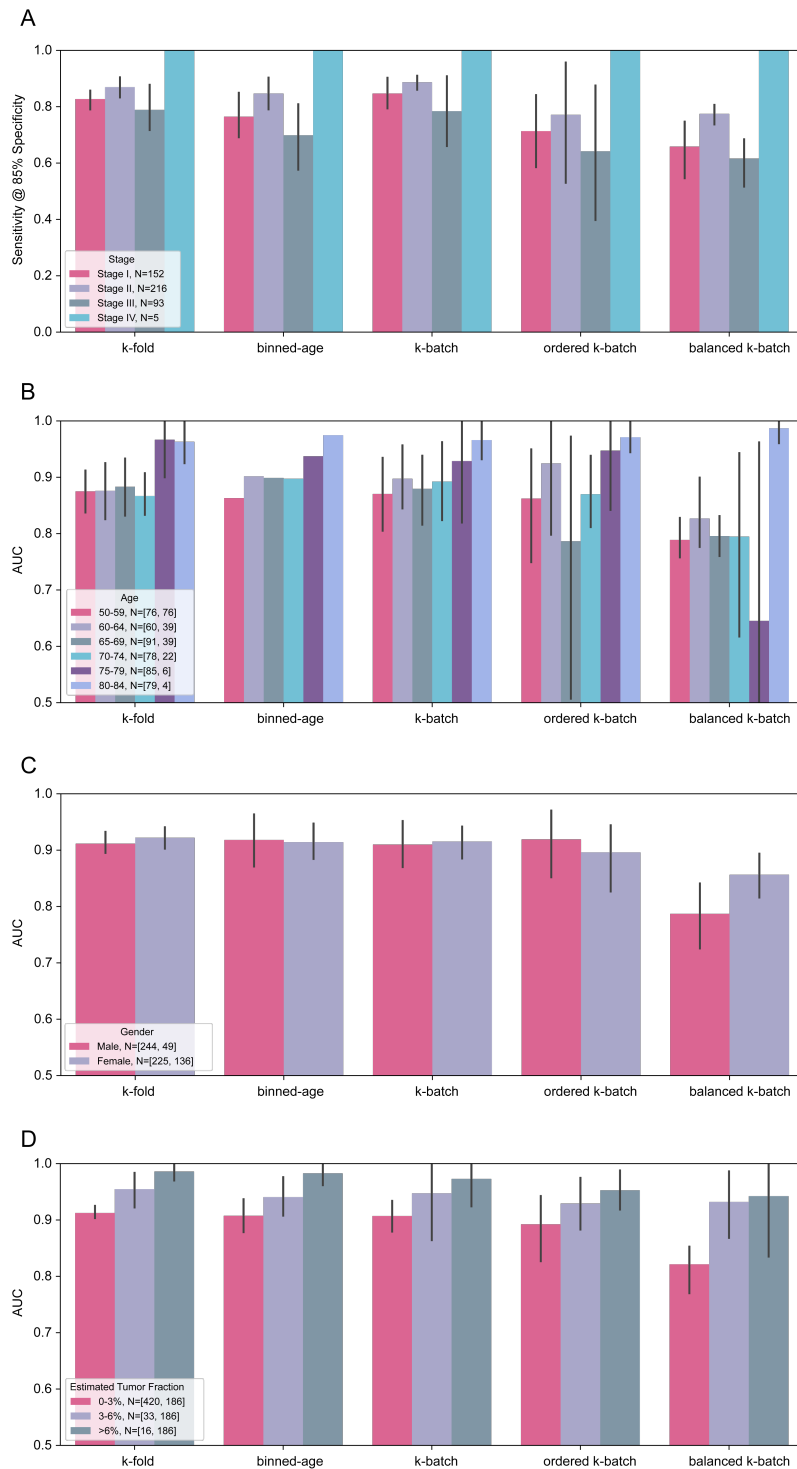 A
1.0
0.8
0.6
0.4
0.2
0.0
Sensitivity @ 85% Specificity
Stage
Stage I, N=152
Stage II, N=216
Stage III, N=93
Stage IV, N=5
k-fold
binned-age
k-batch
ordered k-batch
balanced k-batch
B
1.0
0.9
0.8
0.7
0.6
0.5
AUC
Age
50-59, N=[76, 76]
60-64, N=[60, 39]
65-69, N=[91, 39]
70-74, N=[78, 22]
75-79, N=[85, 6]
80-84, N=[79, 4]
k-fold
binned-age
k-batch
ordered k-batch
balanced k-batch
C
1.0
0.9
0.8
0.7
0.6
0.5
AUC
Gender
Male, N=[244, 49]
Female, N=[225, 136]
k-fold
binned-age
k-batch
ordered k-batch
balanced k-batch
D
1.0
0.9
0.8
0.7
0.6
0.5
AUC
Estimated Tumor Fraction
0-3%, N=[420, 186]
3-6%, N=[33, 186]
>6%, N=[16, 186]
k-fold
binned-age
k-batch
ordered k-batch
balanced k-batch